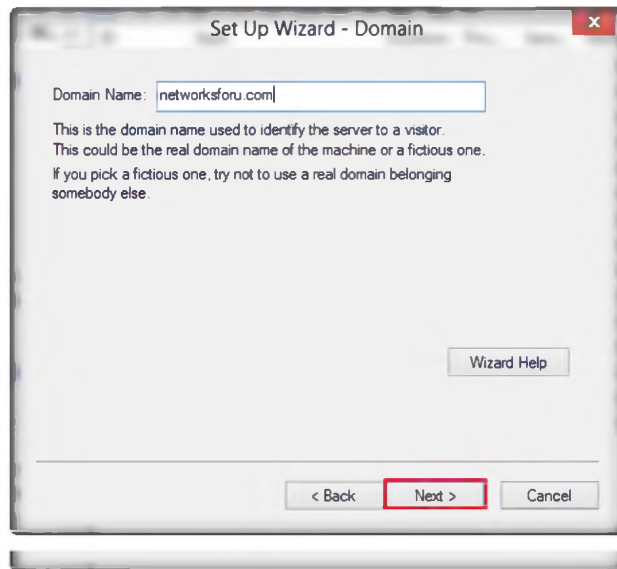 Set Up Wizard - Domain
x
Domain Name: networksforu.com
This is the domain name used to identify the server to a visitor.
This could be the real domain name of the machine or a fictious one.
If you pick a fictious one, try not to use a real domain belonging
somebody else.
Wizard Help
< Back Next > Cancel